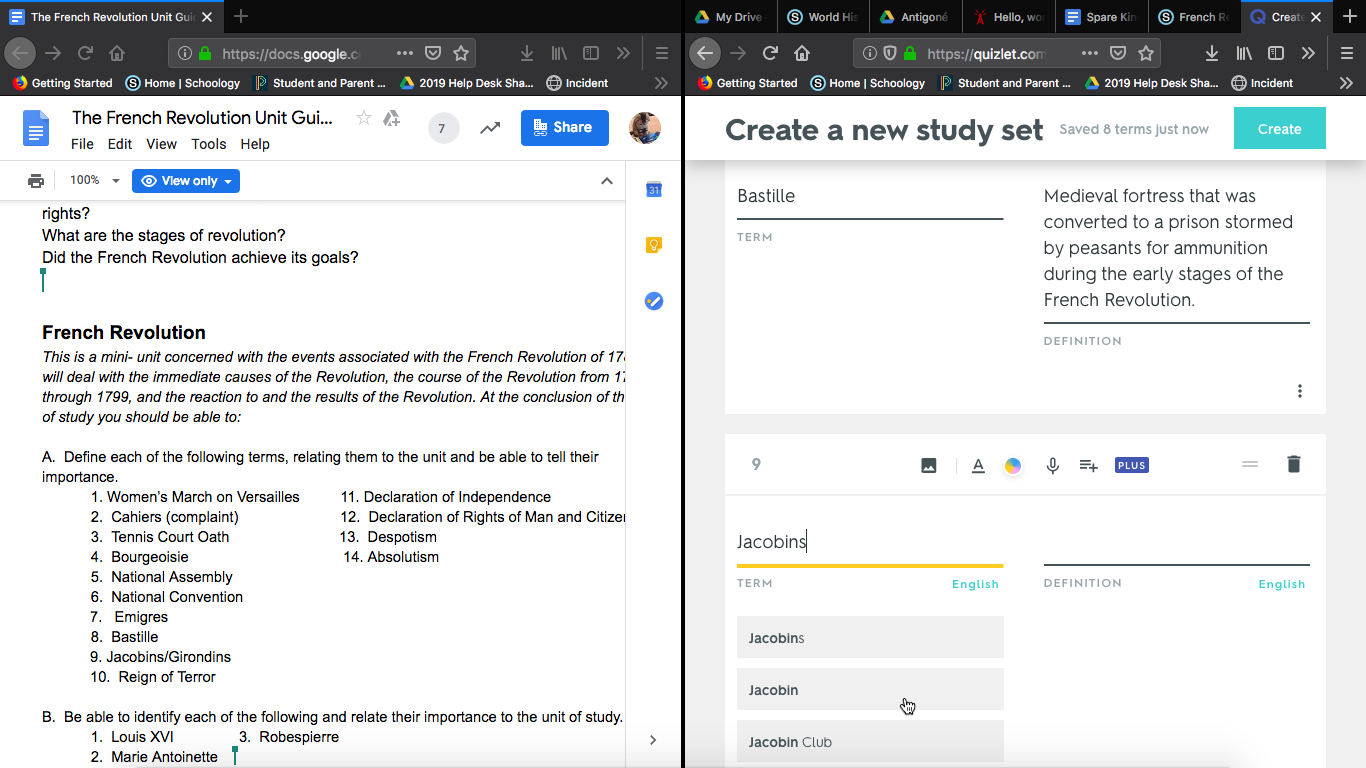 The French Revolution Unit Gui
https://docs.google.c
Getting Started
Home | Schoology
Student and Parent ...
2019 Help Desk Sha...
Incident
The French Revolution Unit Gui...
File Edit View Tools Help
7
Share
100%
View only
31
rights?
What are the stages of revolution?
Did the French Revolution achieve its goals?
French Revolution
This is a mini- unit concerned with the events associated with the French Revolution of 17
will deal with the immediate causes of the Revolution, the course of the Revolution from 17
through 1799, and the reaction to and the results of the Revolution. At the conclusion of th
of study you should be able to:
A. Define each of the following terms, relating them to the unit and be able to tell their
importance.
1. Women's March on Versailles 11. Declaration of Independence
2. Cahiers (complaint) 12. Declaration of Rights of Man and Citizen
3. Tennis Court Oath 13. Despotism
4. Bourgeoisie 14. Absolutism
5. National Assembly
6. National Convention
7. Emigres
8. Bastille
9. Jacobins/Girondins
10. Reign of Terror
B. Be able to identify each of the following and relate their importance to the unit of study.
1. Louis XVI 3. Robespierre
2. Marie Antoinette
My Drive
World His
Antigoné
Hello, wo
Spare Kin
French Re
Create
https://quizlet.com
Getting Started
Home | Schoology
Student and Parent ...
2019 Help Desk Sha...
Incident
Create a new study set
Saved 8 terms just now
Create
Bastille
TERM
Medieval fortress that was
converted to a prison stormed
by peasants for ammunition
during the early stages of the
French Revolution.
DEFINITION
9
A
PLUS
Jacobins
TERM English
DEFINITION English
Jacobins
Jacobin
Jacobin Club